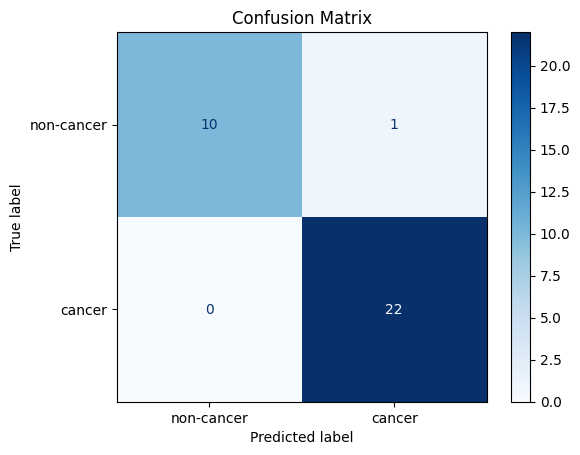 Confusion Matrix
True label
non-cancer
10
1
cancer
0
22
non-cancer
cancer
Predicted label
20.0
17.5
15.0
12.5
10.0
7.5
5.0
2.5
0.0